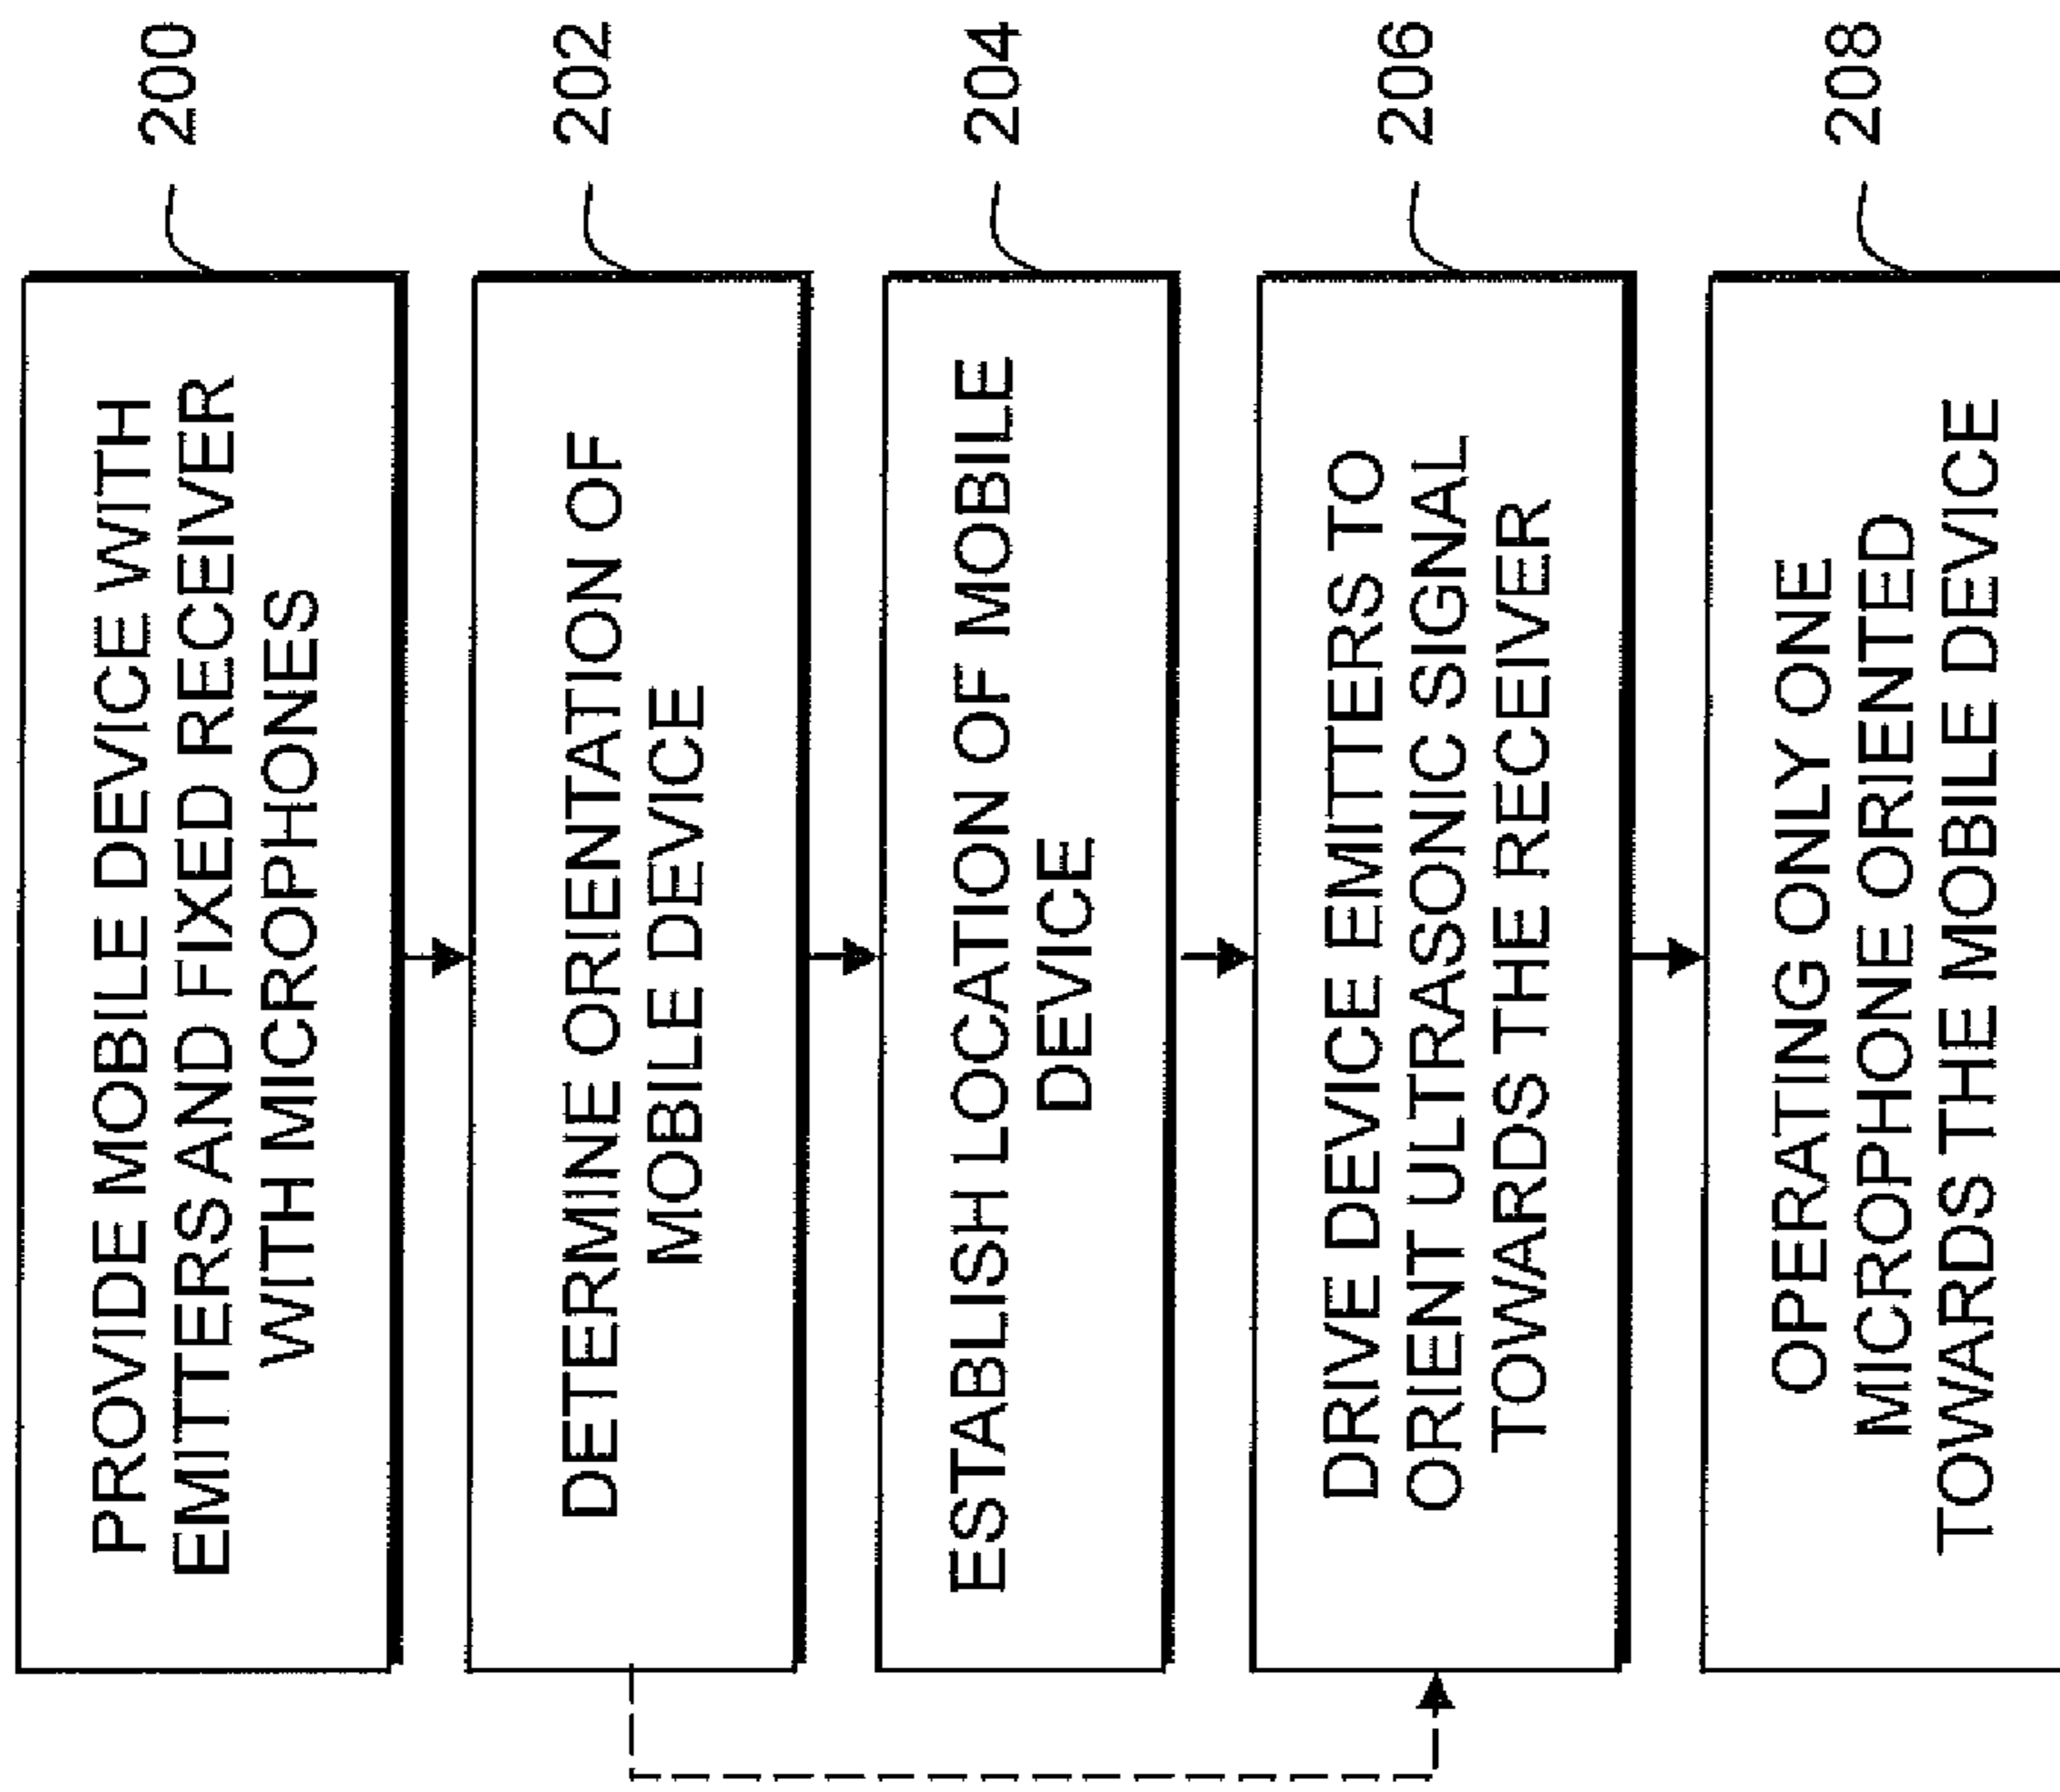 200
PROVIDE MOBILE DEVICE WITH
EMITTERS AND FIXED RECEIVER
WITH MICROPHONES
202
DETERMINE ORIENTATION OF
MOBILE DEVICE
204
ESTABLISH LOCATION OF MOBILE
DEVICE
206
DRIVE DEVICE EMITTERS TO
ORIENT ULTRASONIC SIGNAL
TOWARDS THE RECEIVER
208
OPERATING ONLY ONE
MICROPHONE ORIENTED
TOWARDS THE MOBILE DEVICE